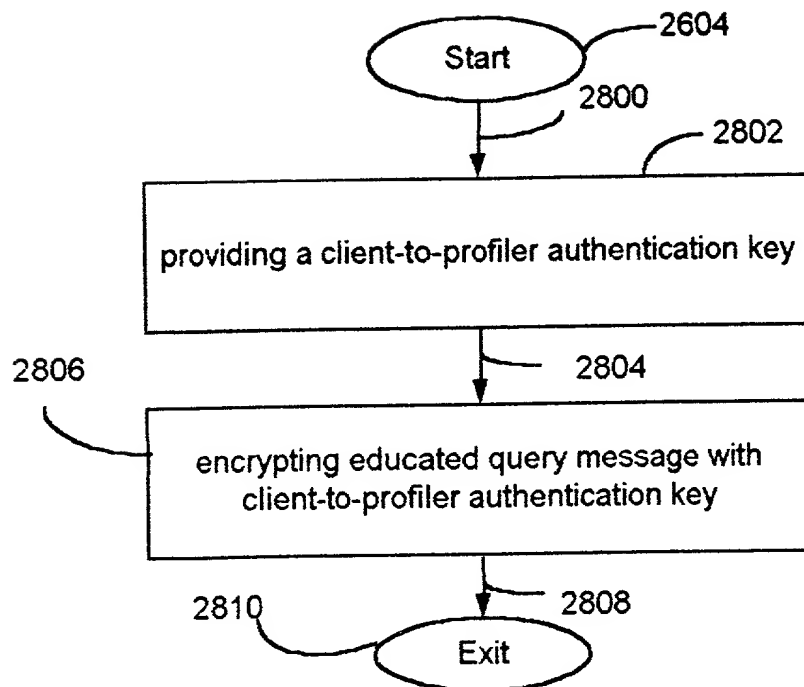 Start
2604
2800
2802
providing a client-to-profiler authentication key
2804
2806
encrypting educated query message with
client-to-profiler authentication key
2808
2810
Exit